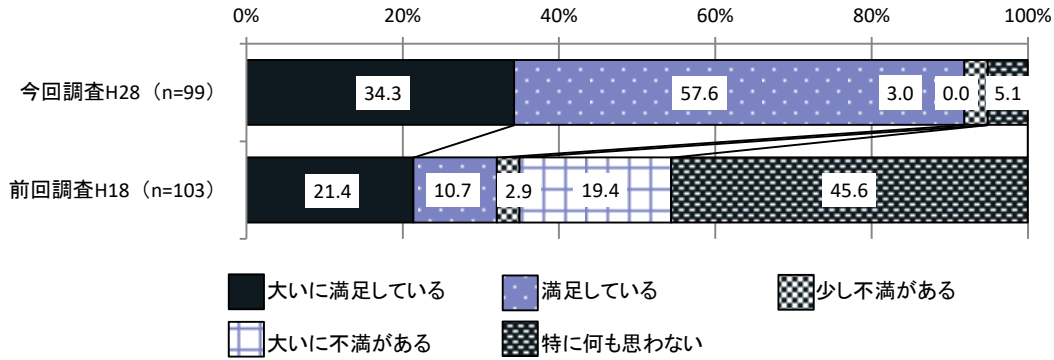 0% 20% 40% 60% 80% 100%
今回調査H28（n=99） 34.3 57.6 3.0 0.0 5.1
前回調査H18（n=103） 21.4 10.7 2.9 19.4 45.6
大いに満足している 満足している 少し不満がある
大いに不満がある 特に何も思わない